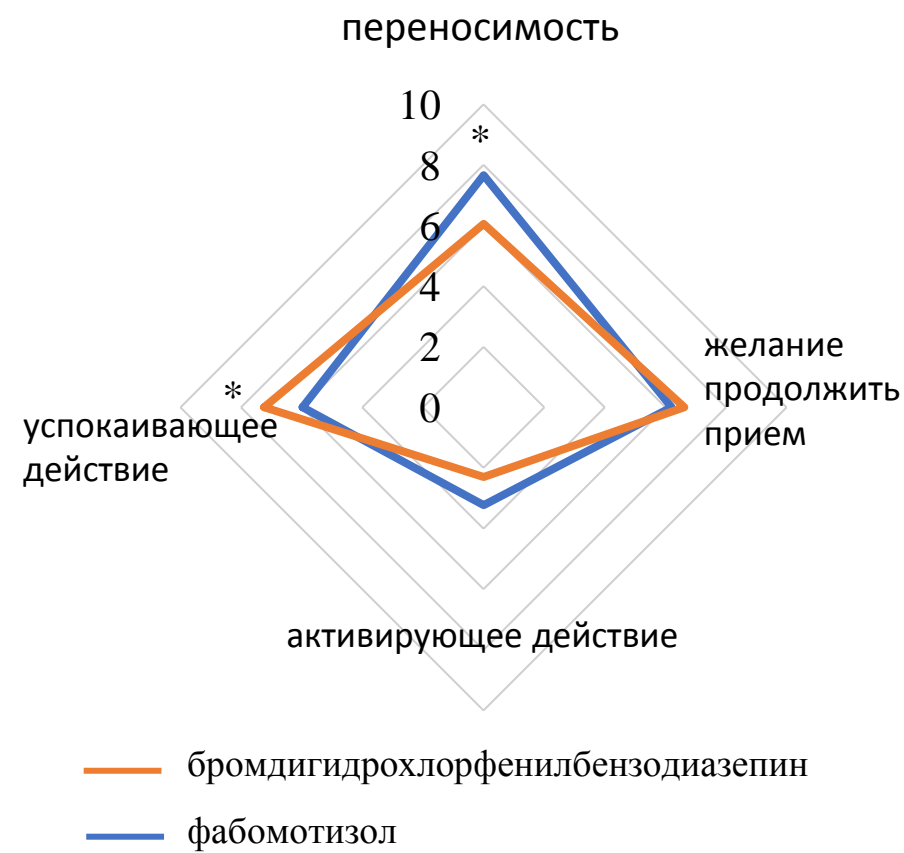 переносимость
10
*
8
6
4
2
0
желание
продолжить
прием
*
успокаивающее
действие
активирующее действие
бромдигидрохлорфенилбензодиазепин
фабомотизол